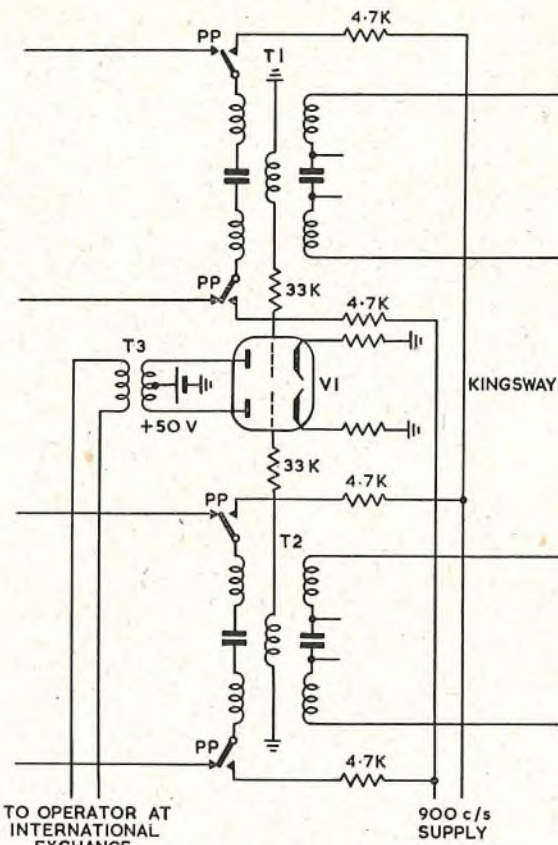 4.7K
PP
T1
33K
PP
4.7K
T3
V1
KINGSWAY
+50V
33K
PP
4.7K
T2
PP
4.7K
TO OPERATOR AT
INTERNATIONAL
EXCHANGE
900 c/s
SUPPLY